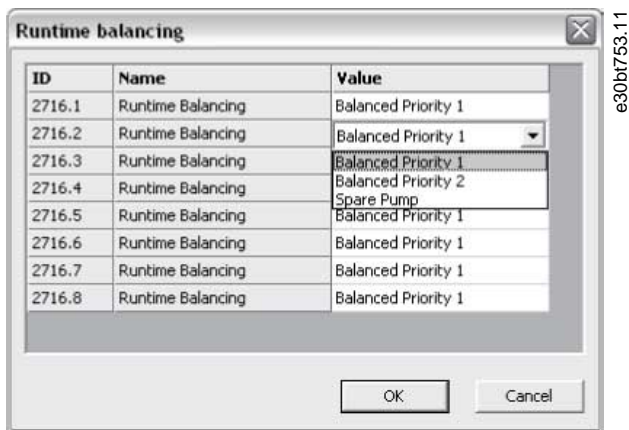 Runtime balancing
ID Name Value
2716.1 Runtime Balancing Balanced Priority 1
2716.2 Runtime Balancing Balanced Priority 1
2716.3 Runtime Balancing Balanced Priority 1
Balanced Priority 2
2716.4 Runtime Balancing Spare Pump
2716.5 Runtime Balancing Balanced Priority 1
2716.6 Runtime Balancing Balanced Priority 1
2716.7 Runtime Balancing Balanced Priority 1
2716.8 Runtime Balancing Balanced Priority 1
OK Cancel
e30bt753.11